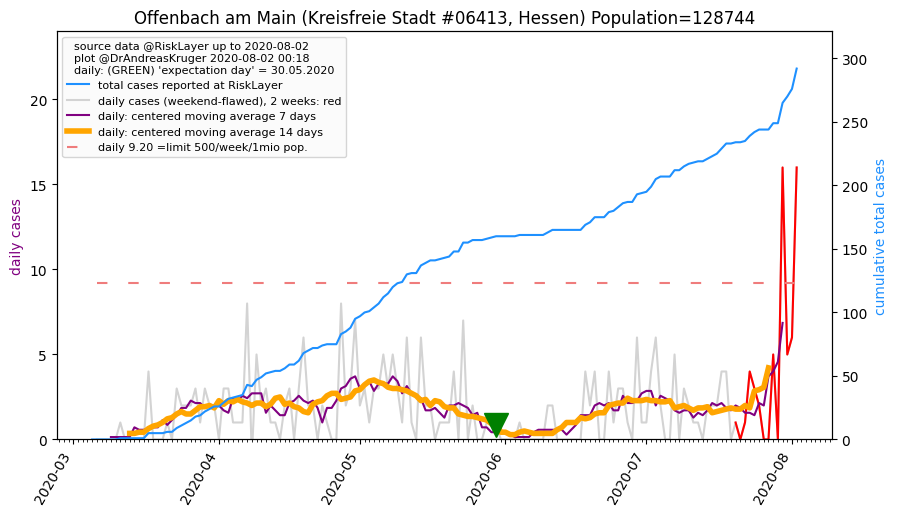 Offenbach am Main (Kreisfreie Stadt #06413, Hessen) Population=128744
source data @RiskLayer up to 2020-08-02
plot @DrAndreasKruger 2020-08-02 00:18
daily: (GREEN) 'expectation day' = 30.05.2020
total cases reported at RiskLayer
daily cases (weekend-flawed), 2 weeks: red
daily: centered moving average 7 days
daily: centered moving average 14 days
daily 9.20 =limit 500/week/1mio pop.
daily cases
20
15
10
5
0
cumulative total cases
300
250
200
150
100
50
0
2020-03
2020-04
2020-05
2020-06
2020-07
2020-08